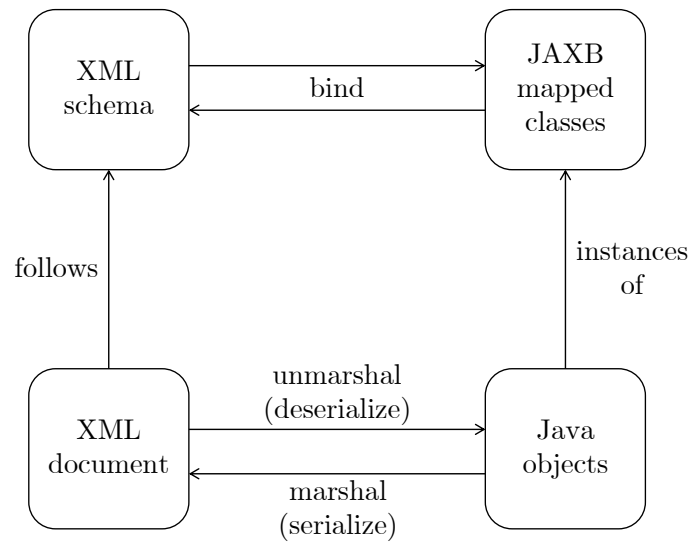 XML
schema
JAXB
mapped
classes
bind
follows
instances
of
unmarshal
(deserialize)
XML
document
Java
objects
marshal
(serialize)